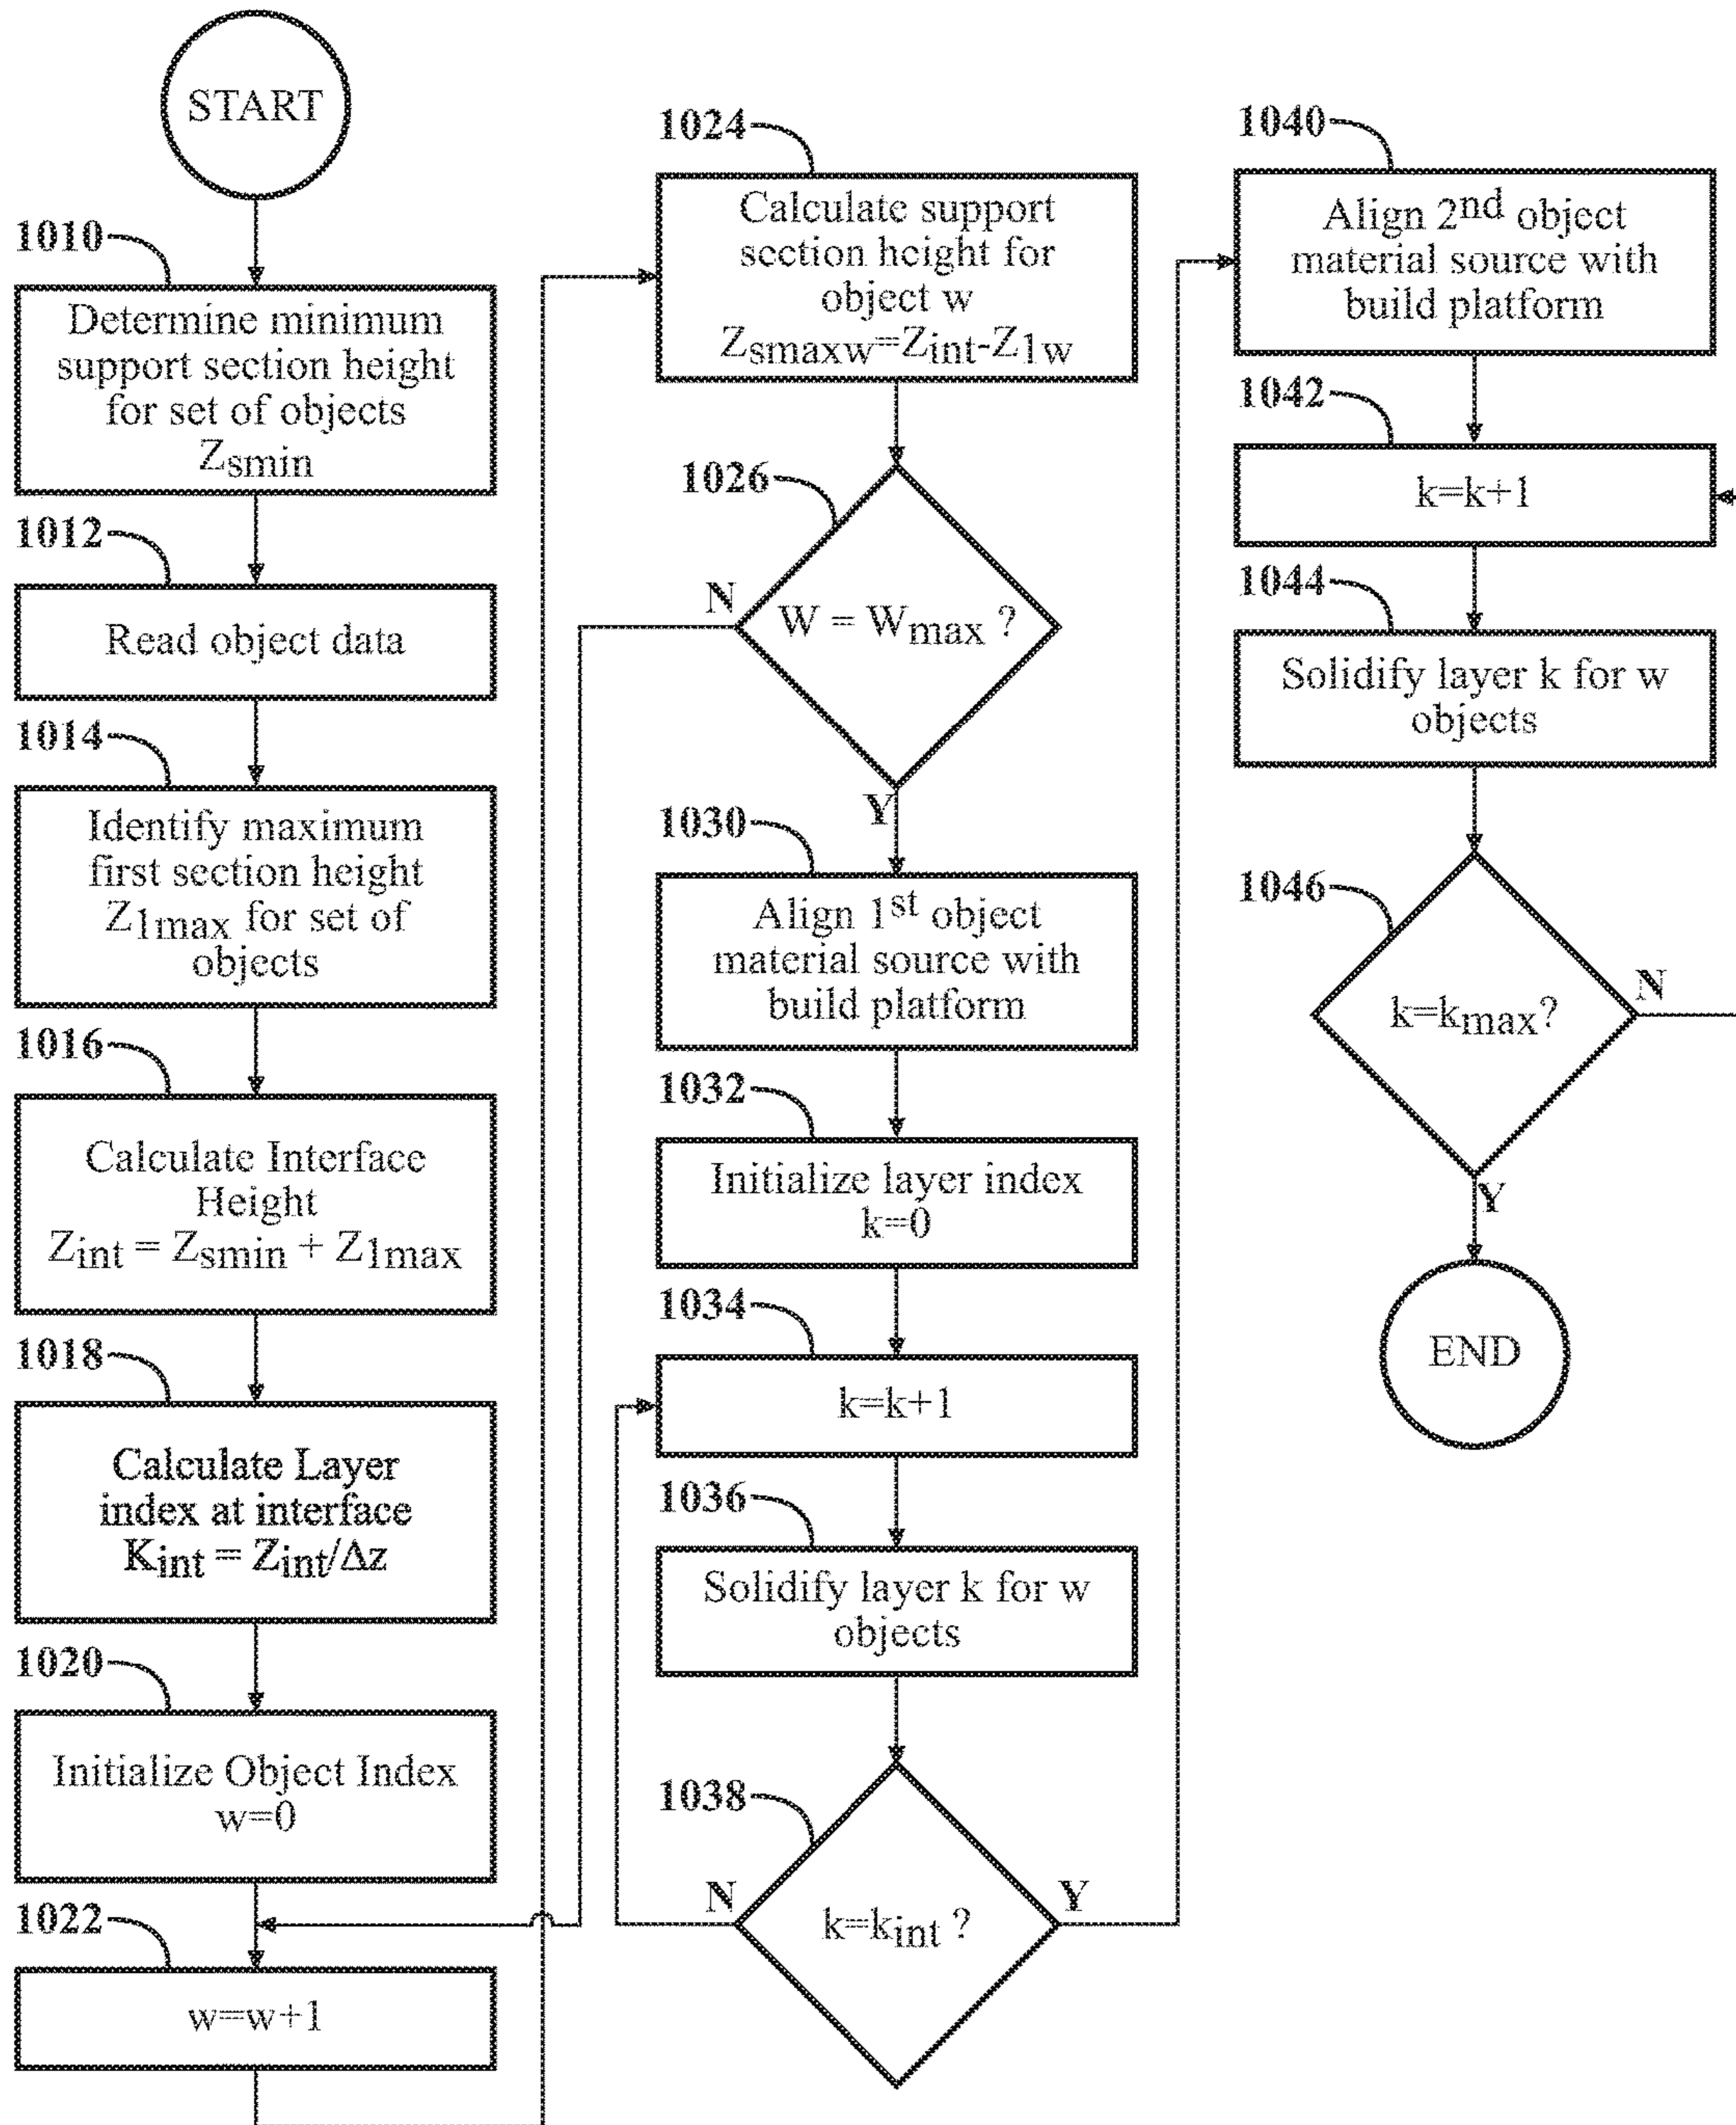 START
1010
Determine minimum
support section height
for set of objects
Zsmin
1012
Read object data
1014
Identify maximum
first section height
Z1max for set of
objects
1016
Calculate Interface
Height
Zint = Zsmin + Z1max
1018
Calculate Layer
index at interface
Kint = Zint/Δz
1020
Initialize Object Index
w=0
1022
w=w+1
1024
Calculate support
section height for
object w
Zsmaxw=Zint-Z1w
1026
N
W = Wmax ?
Y
1030
Align 1st object
material source with
build platform
1032
Initialize layer index
k=0
1034
k=k+1
1036
Solidify layer k for w
objects
1038
N
k=kint ?
Y
1040
Align 2nd object
material source with
build platform
1042
k=k+1
1044
Solidify layer k for w
objects
1046
k=kmax?
N
Y
END